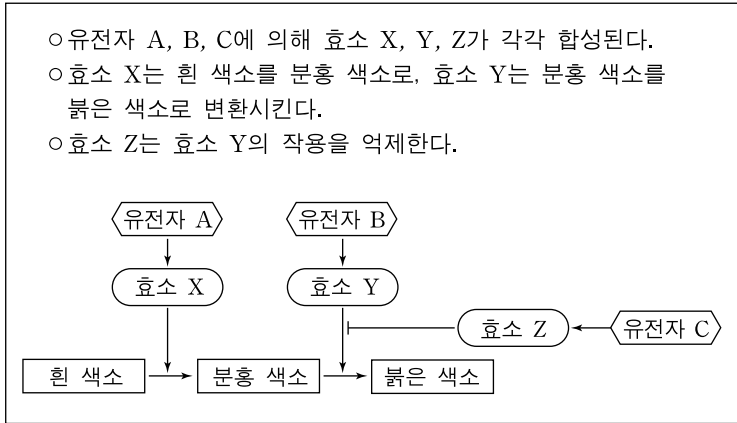 ○유전자 A, B, C에 의해 효소 X, Y, Z가 각각 합성된다.
○효소 X는 흰 색소를 분홍 색소로, 효소 Y는 분홍 색소를
붉은 색소로 변환시킨다.
○효소 Z는 효소 Y의 작용을 억제한다.
유전자 A 유전자 B
효소 X 효소 Y
효소 Z 유전자 C
흰 색소 분홍 색소 붉은 색소